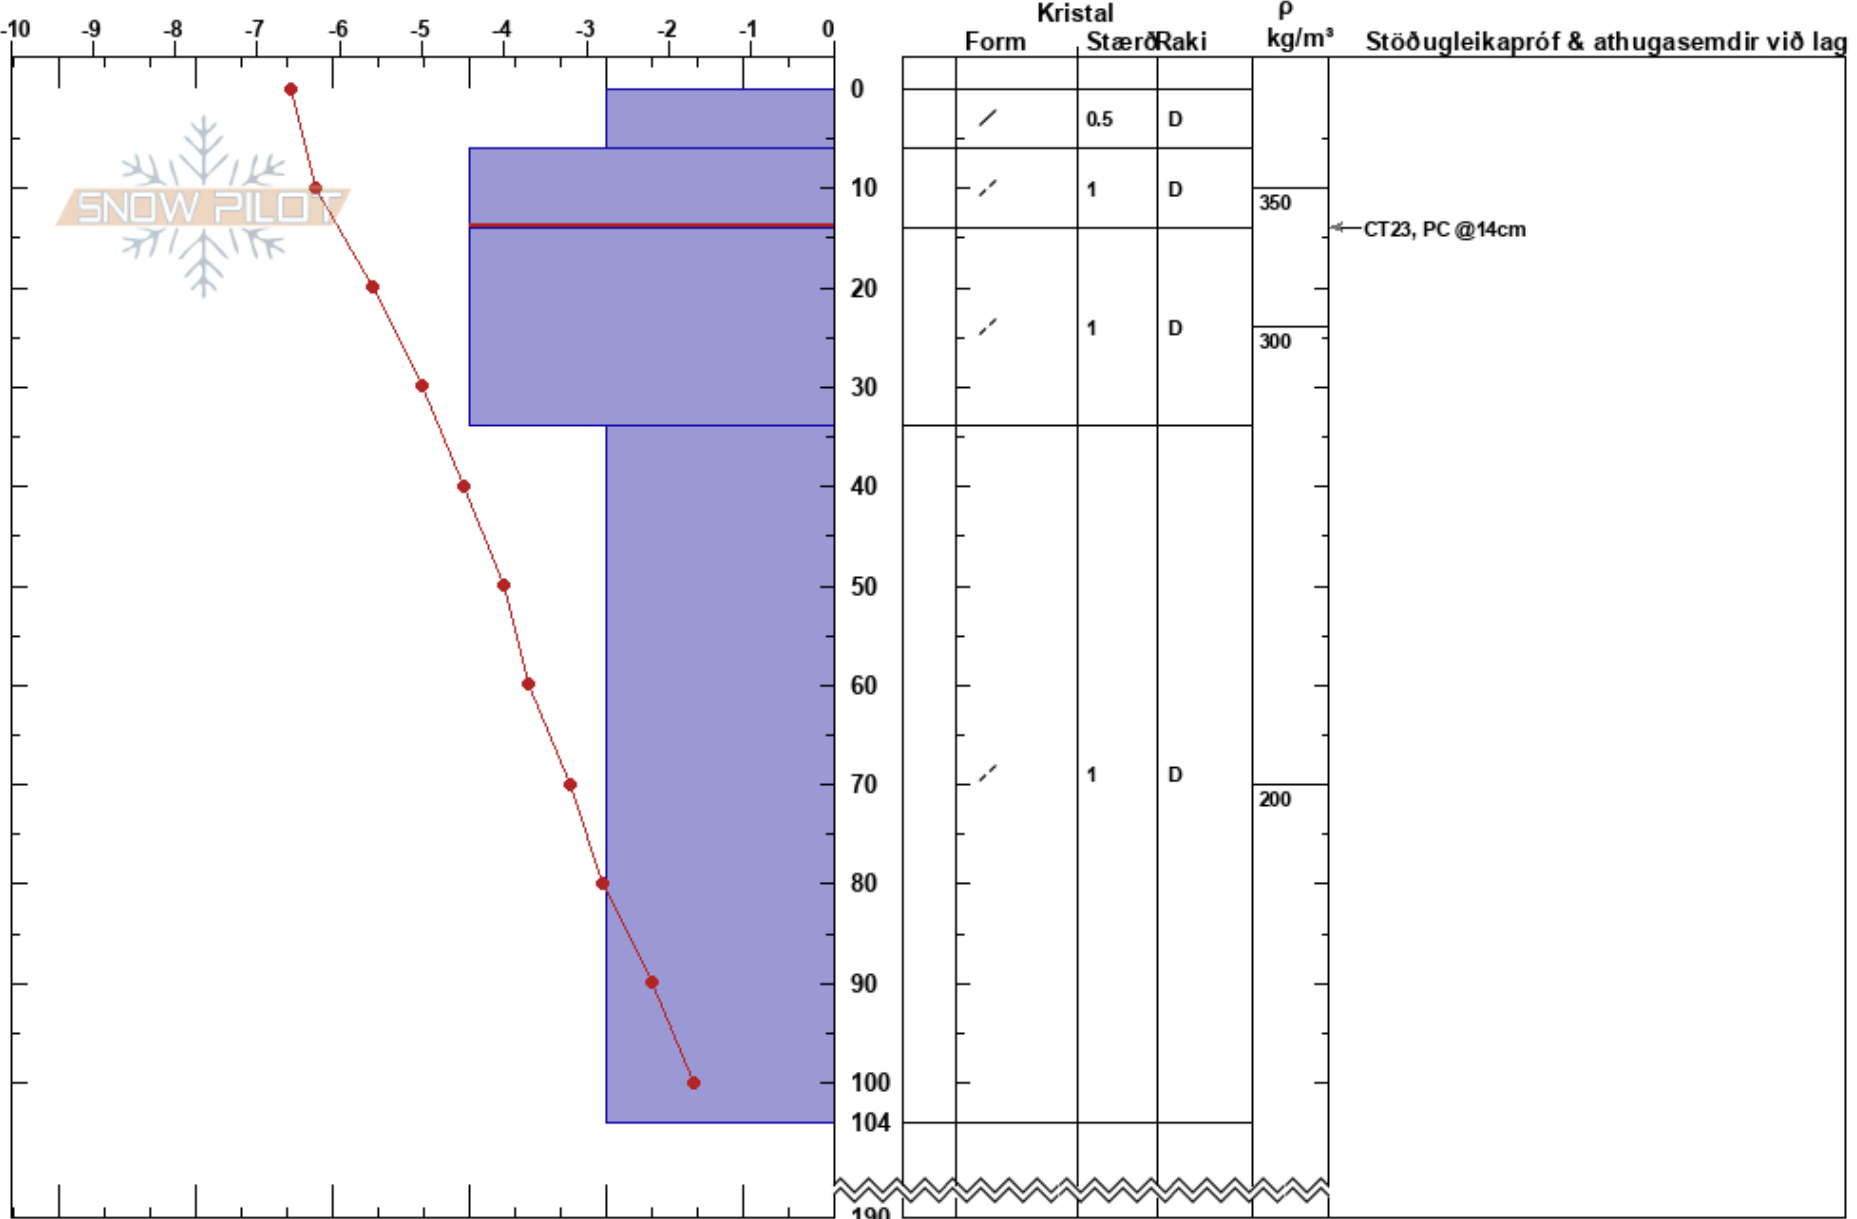 Kristal
ρ
-10 -9 -8 -7 -6 -5 -4 -3 -2 -1 0
Form Stærð Raki kg/m³ Stöðugleikapróf & athugasemdir við lag
0
0.5 D
SNOW PILOT
10 1 D
350
CT23, PC @14cm
20
1 D
300
30
40
50
60
70 1 D
200
80
90
100
104
190